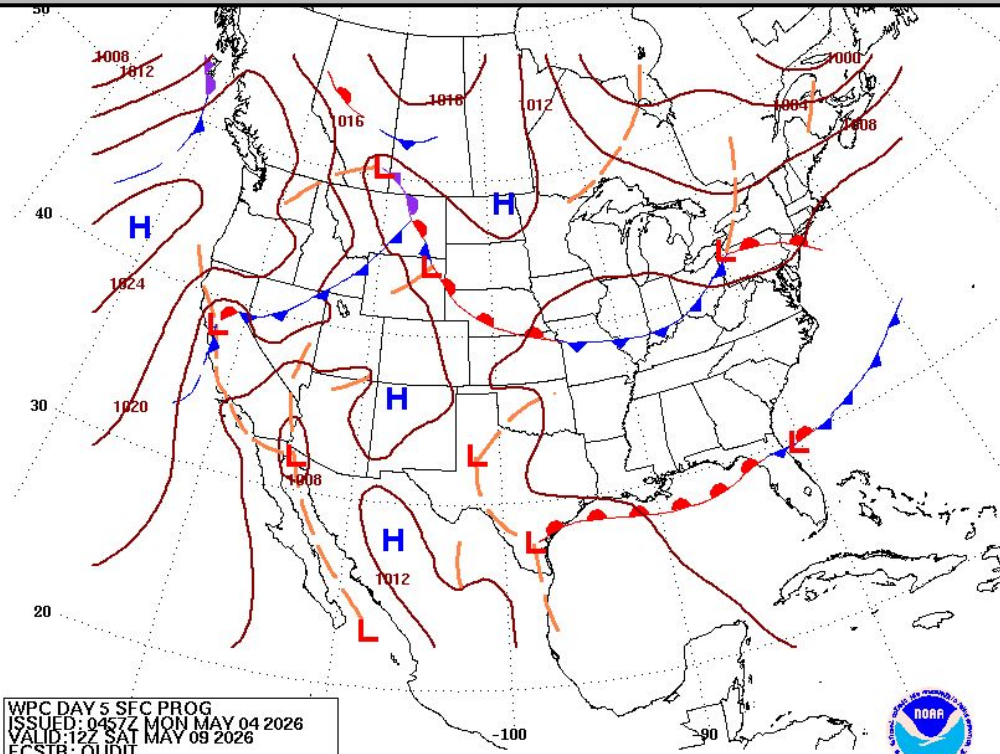 50
1008
1012
1000
1016
1012
1004
1016
1008
L
H
40
H
L
L
1024
L
H
1020
30
L
L
L
1008
H
L
1012
20
L
-100
-90
WPC DAY 5 SFC PROG
ISSUED: 0457Z MON MAY 04 2026
VALID:12Z SAT MAY 09 2026
NOAA